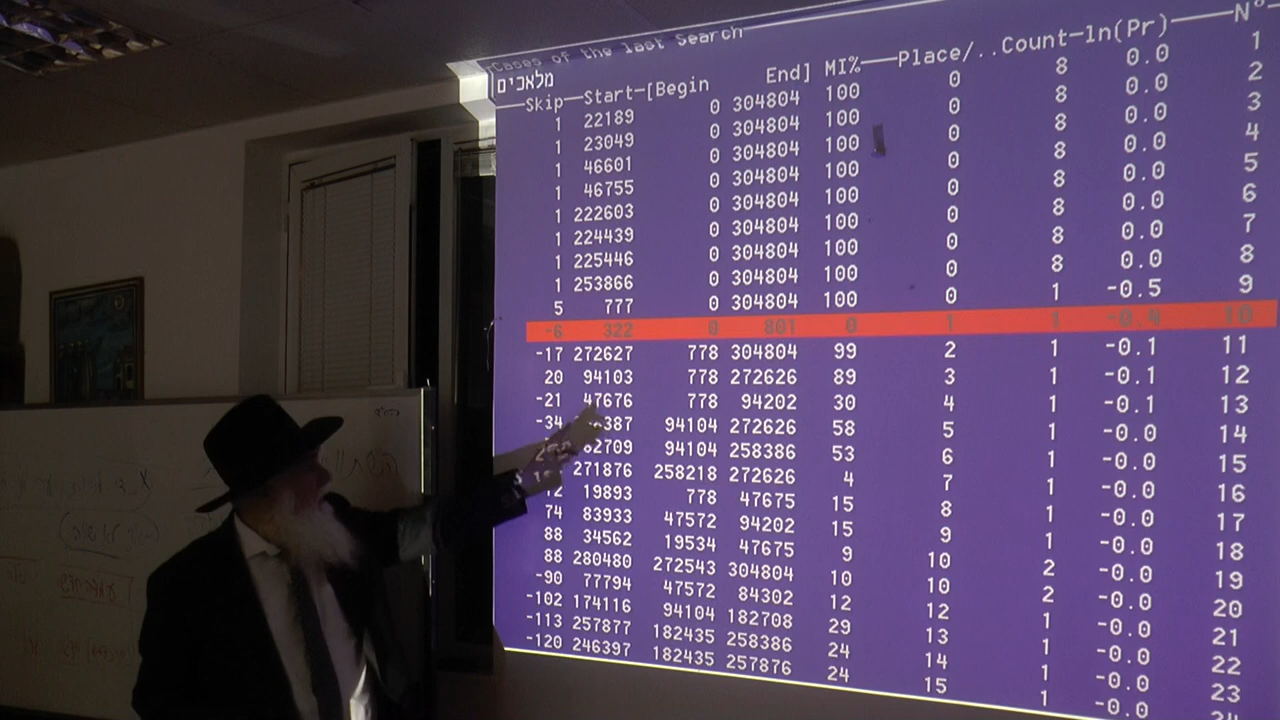 Cases of the last Search
מלאכים
Skip Start [Begin End] MI% Place/.. Count ln(Pr) N°
1 22189 0 304804 100 0 8 0.0 1
1 23049 0 304804 100 0 8 0.0 2
1 46601 0 304804 100 0 8 0.0 3
1 46755 0 304804 100 0 8 0.0 4
1 222603 0 304804 100 0 8 0.0 5
1 224439 0 304804 100 0 8 0.0 6
1 225446 0 304804 100 0 8 0.0 7
1 253866 0 304804 100 0 8 0.0 8
5 777 0 304804 100 0 1 -0.5 9
-6 322 0 801 0 1 1 -0.4 10
-17 272627 778 304804 99 2 1 -0.1 11
20 94103 778 272626 89 3 1 -0.1 12
-21 47676 778 94202 30 4 1 -0.1 13
-34 387 94104 272626 58 5 1 -0.0 14
62709 94104 258386 53 6 1 -0.0 15
271876 258218 272626 4 7 1 -0.0 16
19893 778 47675 15 8 1 -0.0 17
74 83933 47572 94202 15 9 1 -0.0 18
88 34562 19534 47675 9 10 2 -0.0 19
88 280480 272543 304804 10 10 2 -0.0 20
-90 77794 47572 84302 12 12 1 -0.0 21
-102 174116 94104 182708 29 13 1 -0.0 22
-113 257877 182435 258386 24 14 1 -0.0 23
-120 246397 182435 257876 24 15 1 -0.0